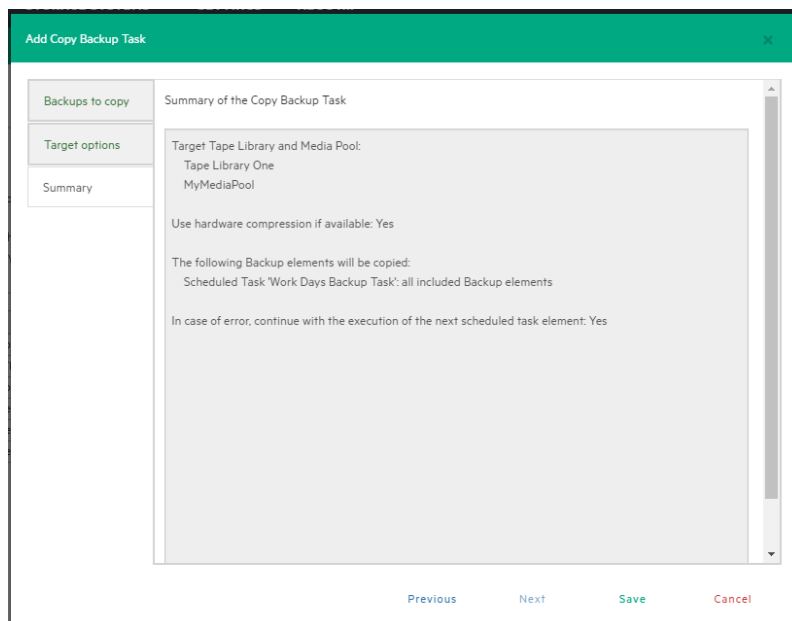 Add Copy Backup Task
×
Backups to copy
Target options
Summary
Summary of the Copy Backup Task
Target Tape Library and Media Pool:
Tape Library One
MyMediaPool
Use hardware compression if available: Yes
The following Backup elements will be copied:
Scheduled Task 'Work Days Backup Task': all included Backup elements
In case of error, continue with the execution of the next scheduled task element: Yes
Previous Next Save Cancel